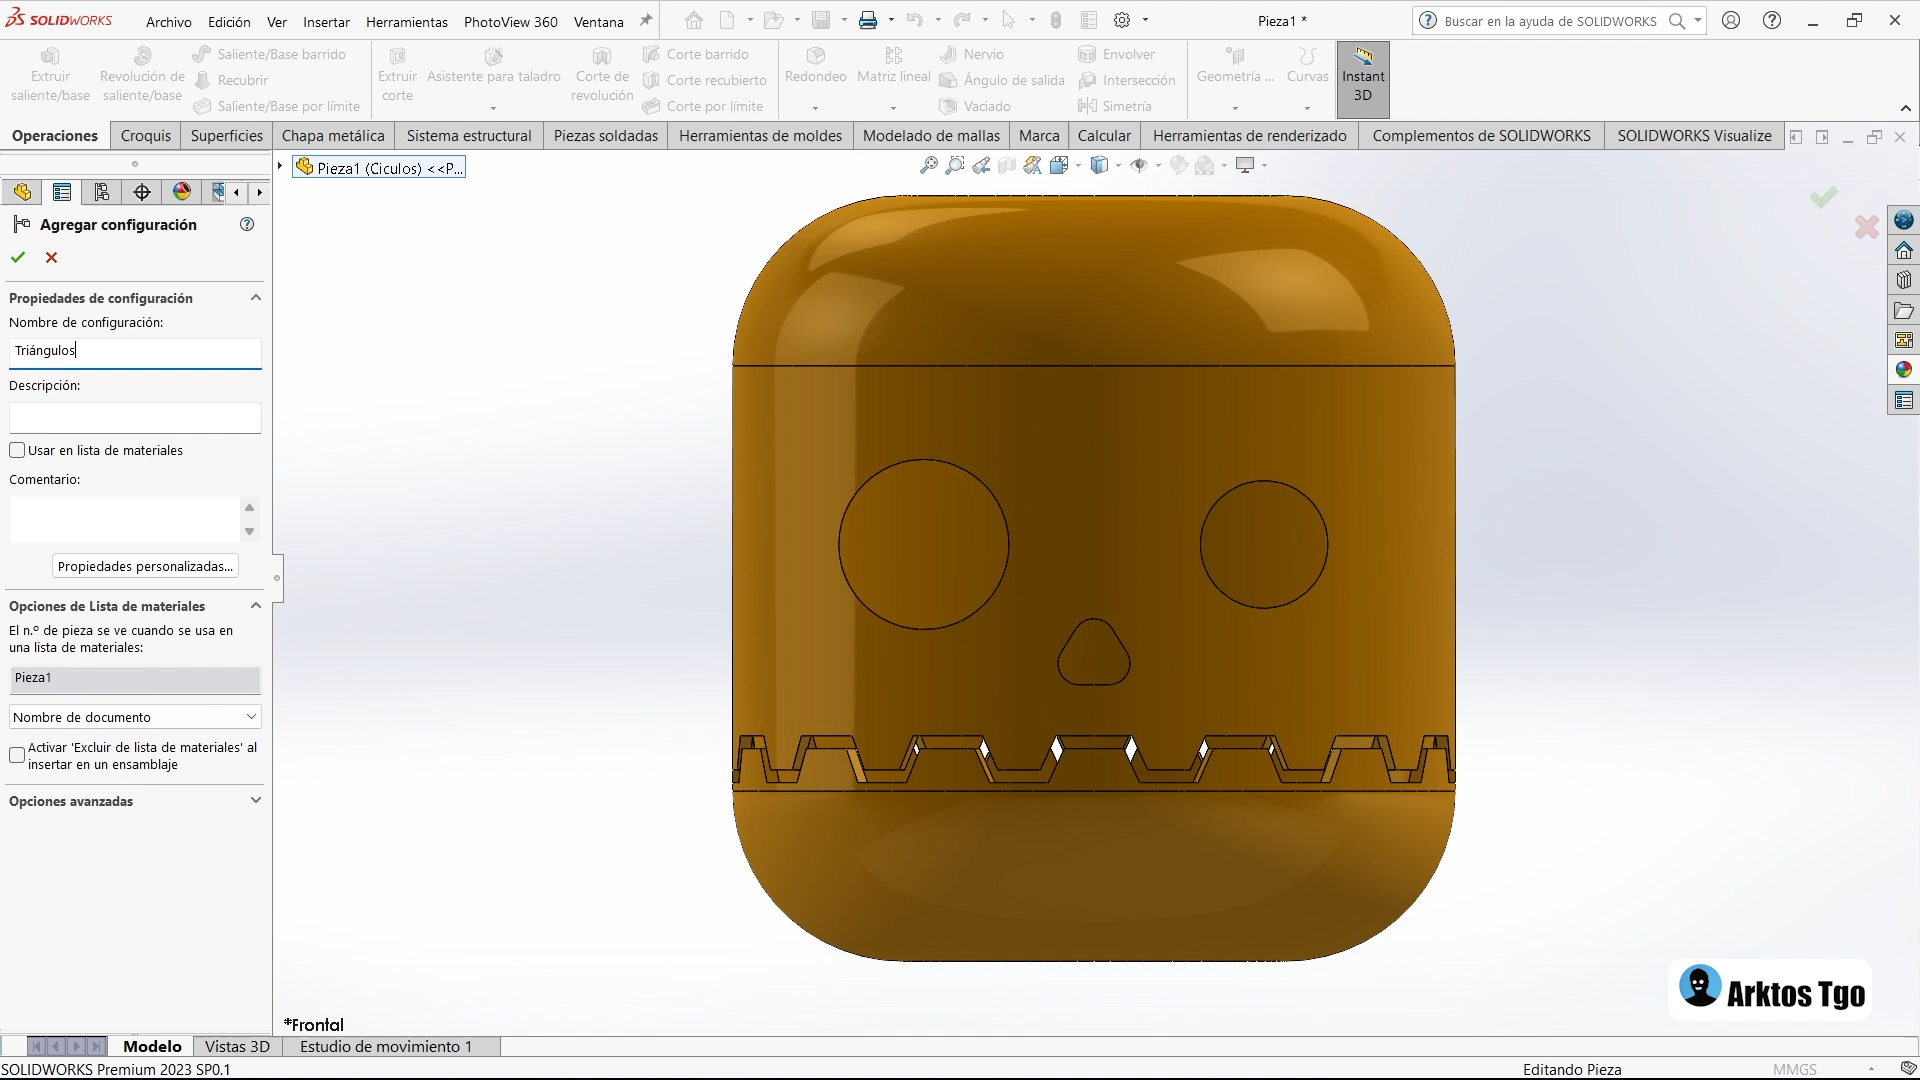 SOLIDWORKS Archivo Edición Ver Insertar Herramientas PhotoView 360 Ventana
Pieza1 *
Buscar en la ayuda de SOLIDWORKS
Extruir saliente/base
Revolución de saliente/base
Saliente/Base barrido
Recubrir
Saliente/Base por límite
Extruir corte
Asistente para taladro
Corte de revolución
Corte barrido
Corte recubierto
Corte por límite
Redondeo
Matriz lineal
Nervio
Ángulo de salida
Vaciado
Envolver
Intersección
Simetría
Geometría ...
Curvas
Instant 3D
Operaciones Croquis Superficies Chapa metálica Sistema estructural Piezas soldadas Herramientas de moldes Modelado de mallas Marca Calcular Herramientas de renderizado Complementos de SOLIDWORKS SOLIDWORKS Visualize
Pieza1 (Ciculos) <<P...
Agregar configuración
Propiedades de configuración
Nombre de configuración:
Triángulos
Descripción:
Usar en lista de materiales
Comentario:
Propiedades personalizadas...
Opciones de Lista de materiales
El n.º de pieza se ve cuando se usa en
una lista de materiales:
Pieza1
Nombre de documento
Activar 'Excluir de lista de materiales' al
insertar en un ensamblaje
Opciones avanzadas
*Frontal
Arktos Tgo
Modelo Vistas 3D Estudio de movimiento 1
SOLIDWORKS Premium 2023 SP0.1
Editando Pieza
MMGS